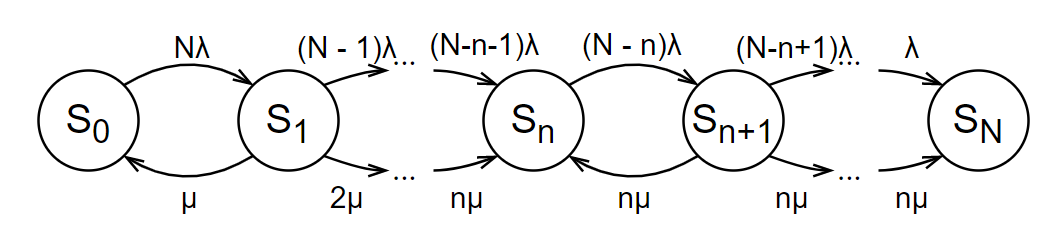 Nλ
(N - 1)λ...
(N-n-1)λ
(N - n)λ
(N-n+1)λ...
λ
S0
S1
Sn
Sn+1
SN
μ
2μ
...
nμ
nμ
nμ
...
nμ